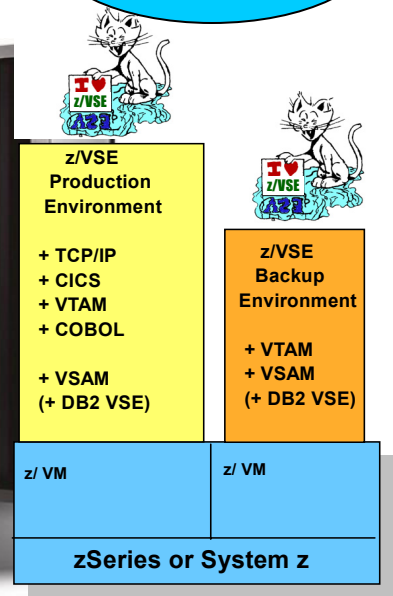 I ♥
z/VSE
z/VSE
Production
Environment
+ TCP/IP
+ CICS
+ VTAM
+ COBOL
+ VSAM
(+ DB2 VSE)
I ♥
z/VSE
z/VSE
Backup
Environment
+ VTAM
+ VSAM
(+ DB2 VSE)
z/ VM
z/ VM
zSeries or System z